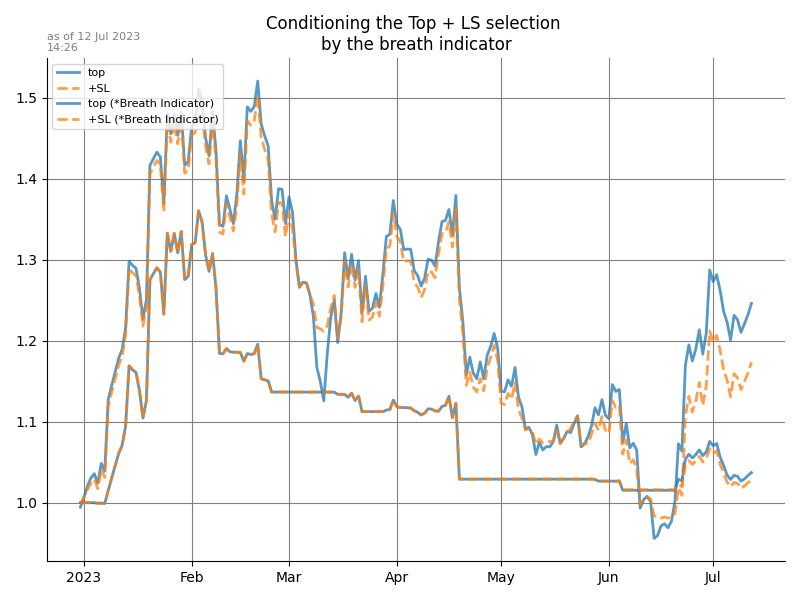 Conditioning the Top + LS selection
by the breath indicator
as of 12 Jul 2023
14:26
top
+SL
top (*Breath Indicator)
+SL (*Breath Indicator)
1.5
1.4
1.3
1.2
1.1
1.0
2023 Feb Mar Apr May Jun Jul